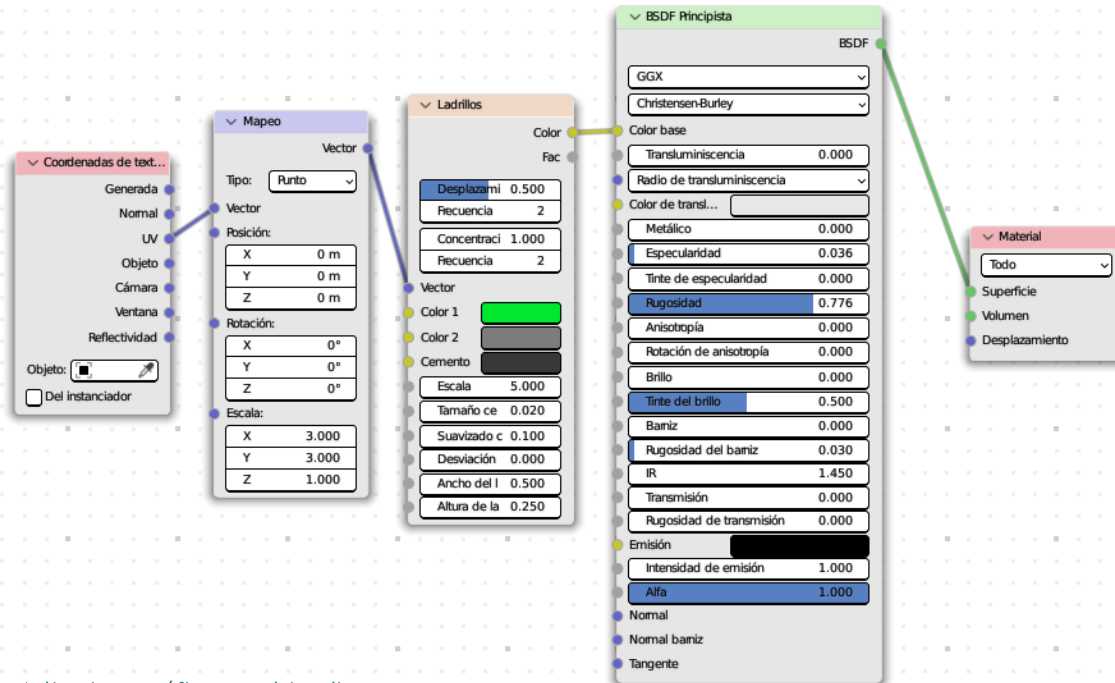 Coordenadas de text...
Generada
Normal
UV
Objeto
Cámara
Ventana
Reflectividad
Objeto:
Del instanciador
Mapeo
Vector
Tipo: Punto
Vector
Posición:
X 0 m
Y 0 m
Z 0 m
Rotación:
X 0°
Y 0°
Z 0°
Escala:
X 3.000
Y 3.000
Z 1.000
Ladrillos
Color
Fac
Desplazami 0.500
Frecuencia 2
Concentraci 1.000
Frecuencia 2
Vector
Color 1
Color 2
Cemento
Escala 5.000
Tamaño ce 0.020
Suavizado c 0.100
Desviación 0.000
Ancho del l 0.500
Altura de la 0.250
BSDF Principista
BSDF
GGX
Christensen-Burley
Color base
Transluminiscencia 0.000
Radio de transluminiscencia
Color de transl...
Metálico 0.000
Especularidad 0.036
Tinte de especularidad 0.000
Rugosidad 0.776
Anisotropía 0.000
Rotación de anisotropía 0.000
Brillo 0.000
Tinte del brillo 0.500
Barniz 0.000
Rugosidad del barniz 0.030
IR 1.450
Transmisión 0.000
Rugosidad de transmisión 0.000
Emisión
Intensidad de emisión 1.000
Alfa 1.000
Normal
Normal barniz
Tangente
Material
Todo
Superficie
Volumen
Desplazamiento